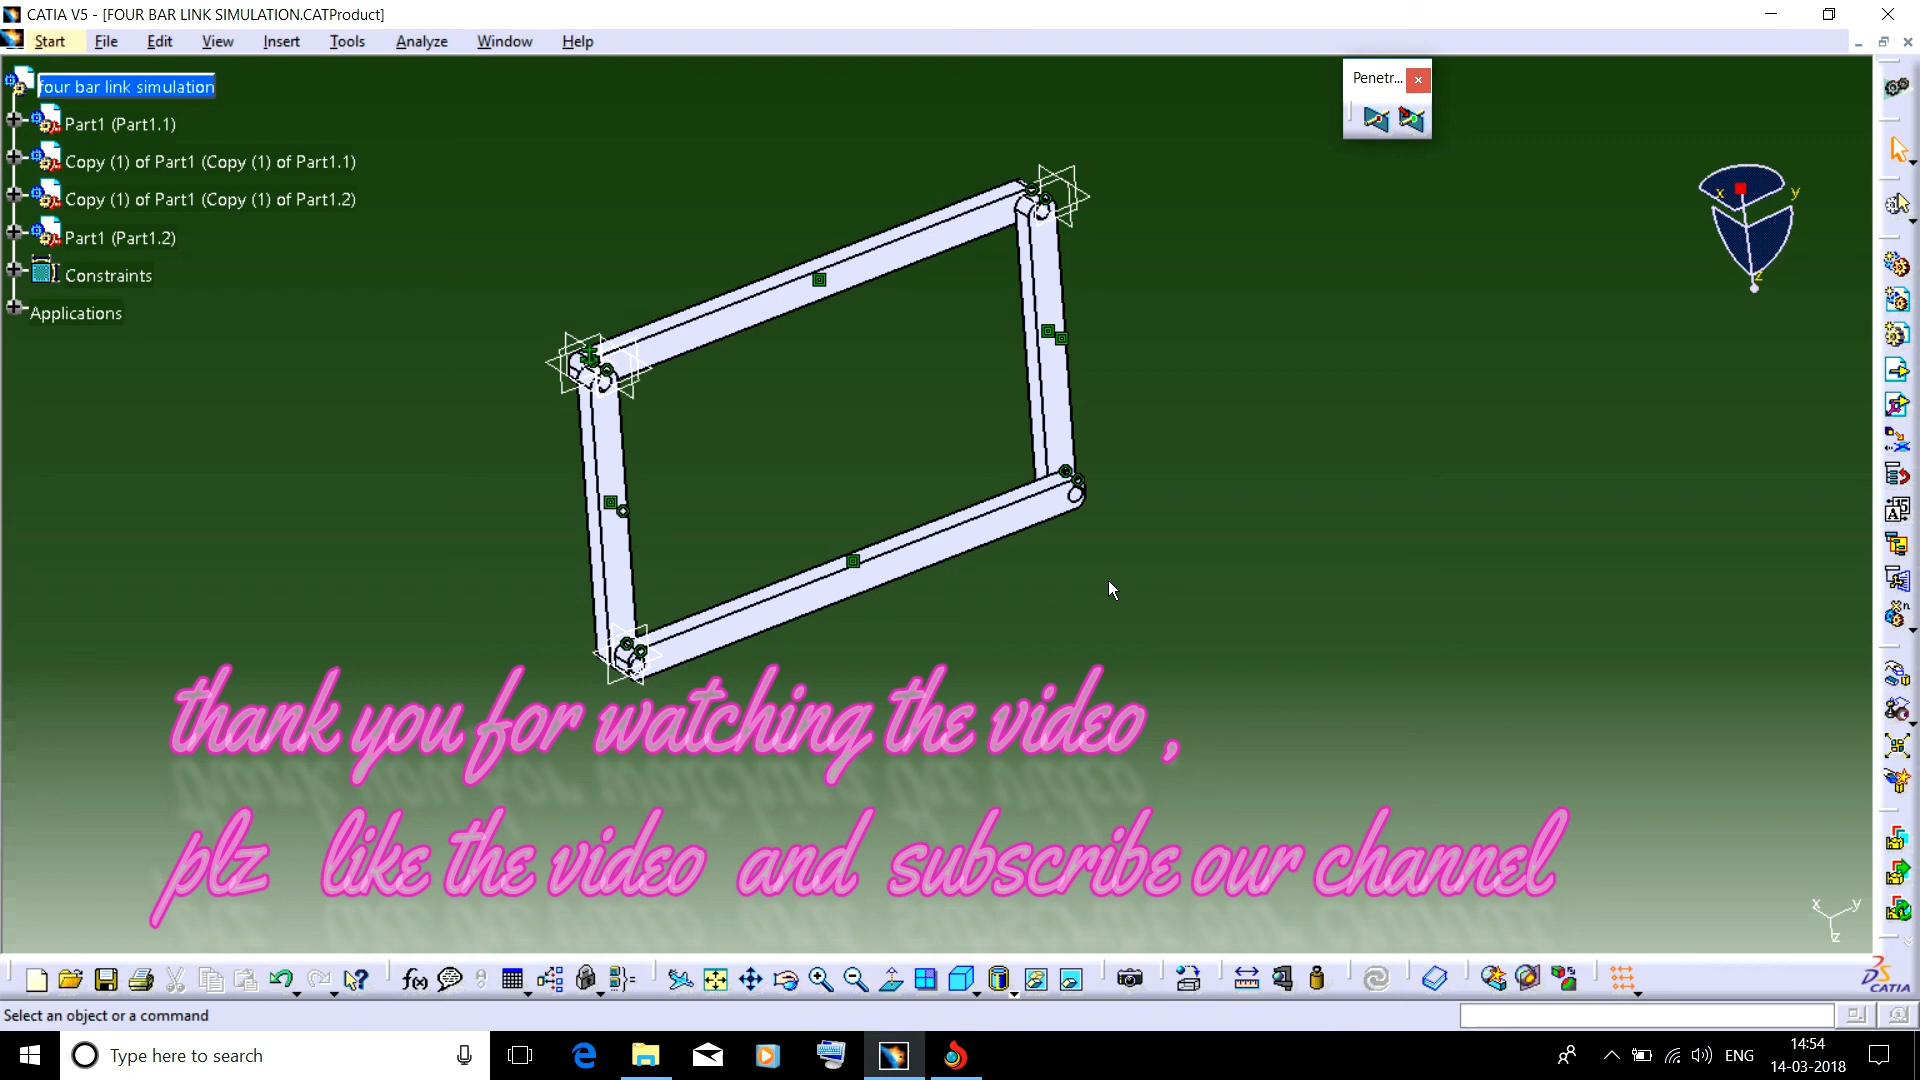 CATIA V5 - [FOUR BAR LINK SIMULATION.CATProduct]
Start File Edit View Insert Tools Analyze Window Help
Penetr...
four bar link simulation
Part1 (Part1.1)
Copy (1) of Part1 (Copy (1) of Part1.1)
Copy (1) of Part1 (Copy (1) of Part1.2)
Part1 (Part1.2)
Constraints
Applications
x y
z
thank you for watching the video ,
plz like the video and subscribe our channel
x y
z
f(x)
CATIA
Select an object or a command
Type here to search
ENG
14:54
14-03-2018